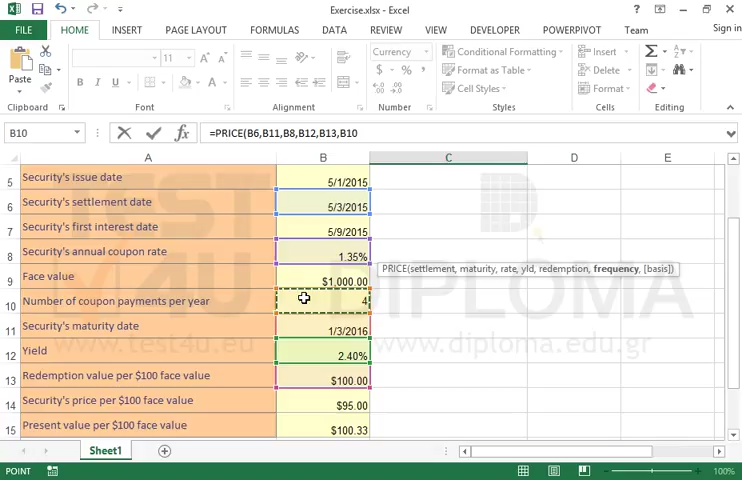 Exercise.xlsx - Excel
FILE HOME INSERT PAGE LAYOUT FORMULAS DATA REVIEW VIEW DEVELOPER POWERPIVOT Team Sign in
Paste
Clipboard
11
B I U
Font
Alignment
Currency
$ % ,
Number
Conditional Formatting
Format as Table
Cell Styles
Styles
Insert
Delete
Format
Cells
Editing
B10 =PRICE(B6,B11,B8,B12,B13,B10
A B C D E
5 Security's issue date 5/1/2015
6 Security's settlement date 5/3/2015
7 Security's first interest date 5/9/2015
8 Security's annual coupon rate 1.35%
PRICE(settlement, maturity, rate, yld, redemption, frequency, [basis])
9 Face value $1,000.00
10 Number of coupon payments per year 4
11 Security's maturity date 1/3/2016
12 Yield 2.40%
13 Redemption value per $100 face value $100.00
14 Security's price per $100 face value $95.00
15 Present value per $100 face value $100.33
TEST4U DIPLOMA
www.test4u.eu www.diploma.edu.gr
Sheet1
POINT 100%